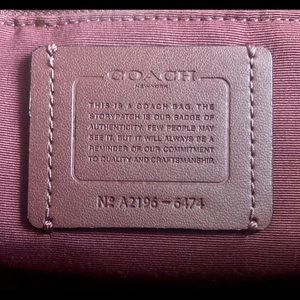 COACH
NEW YORK
THIS IS A COACH BAG. THE
STORYPATCH IS OUR BADGE OF
AUTHENTICITY. FEW PEOPLE MAY
SEE IT. BUT IT WILL ALWAYS BE A
REMINDER OF OUR COMMITMENT
TO QUALITY AND CRAFTSMANSHIP.
Nº A2196-6474